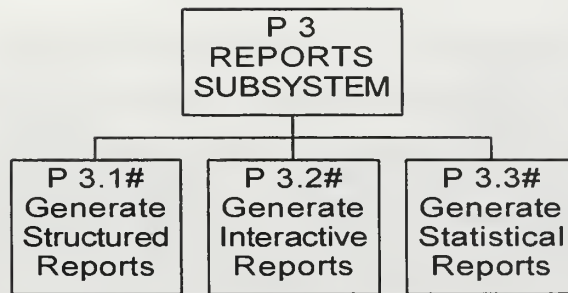 P 3
REPORTS
SUBSYSTEM
P 3.1#
Generate
Structured
Reports
P 3.2#
Generate
Interactive
Reports
P 3.3#
Generate
Statistical
Reports